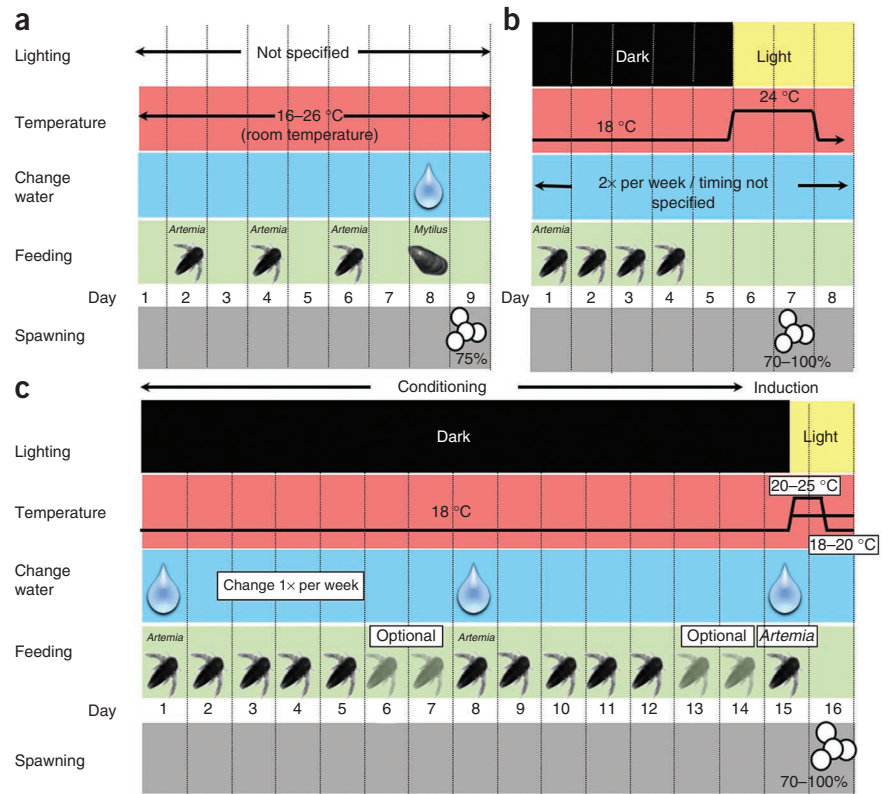 a
Lighting
Not specified
Temperature
16–26 °C
(room temperature)
Change
water
Feeding
Artemia
Artemia
Artemia
Mytilus
Day 1 2 3 4 5 6 7 8 9
Spawning
75%
b
Dark
Light
24 °C
18 °C
2× per week / timing not
specified
Artemia
Day 1 2 3 4 5 6 7 8
70–100%
c
Conditioning
Induction
Lighting
Dark
Light
Temperature
18 °C
20–25 °C
18–20 °C
Change
water
Change 1× per week
Feeding
Artemia
Optional
Artemia
Optional
Artemia
Day 1 2 3 4 5 6 7 8 9 10 11 12 13 14 15 16
Spawning
70–100%